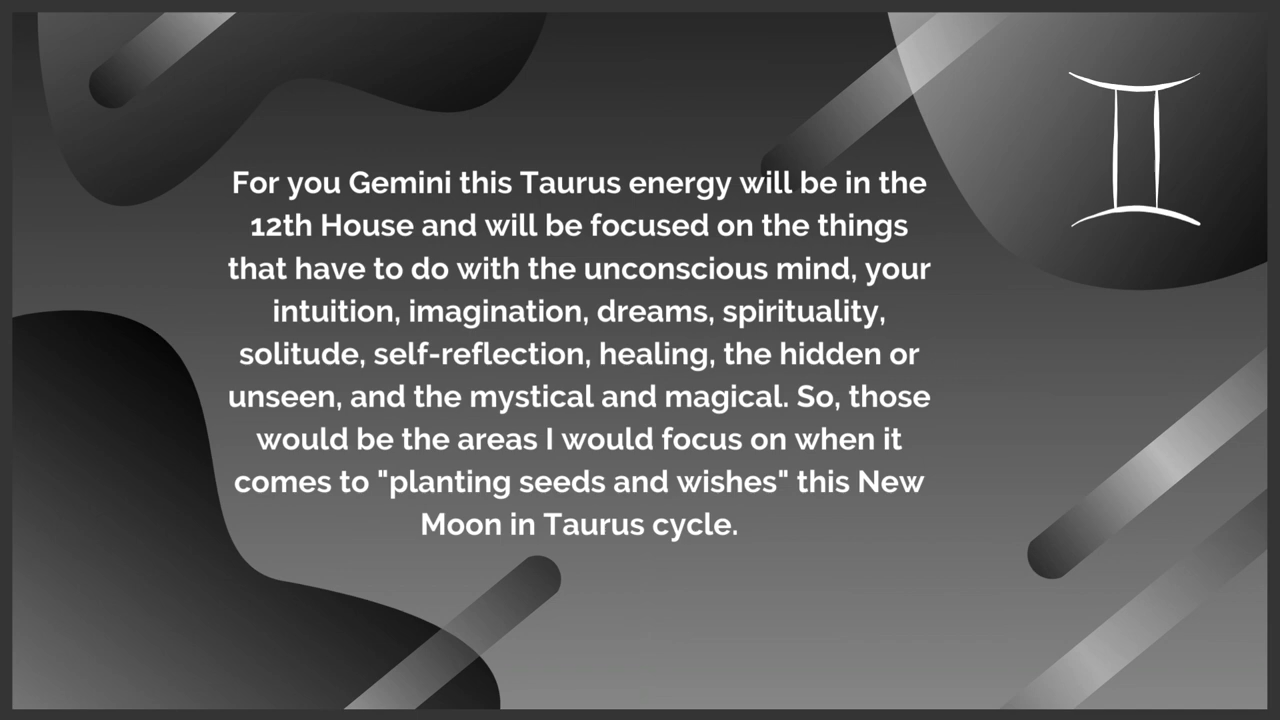 For you Gemini this Taurus energy will be in the
12th House and will be focused on the things
that have to do with the unconscious mind, your
intuition, imagination, dreams, spirituality,
solitude, self-reflection, healing, the hidden or
unseen, and the mystical and magical. So, those
would be the areas I would focus on when it
comes to "planting seeds and wishes" this New
Moon in Taurus cycle.